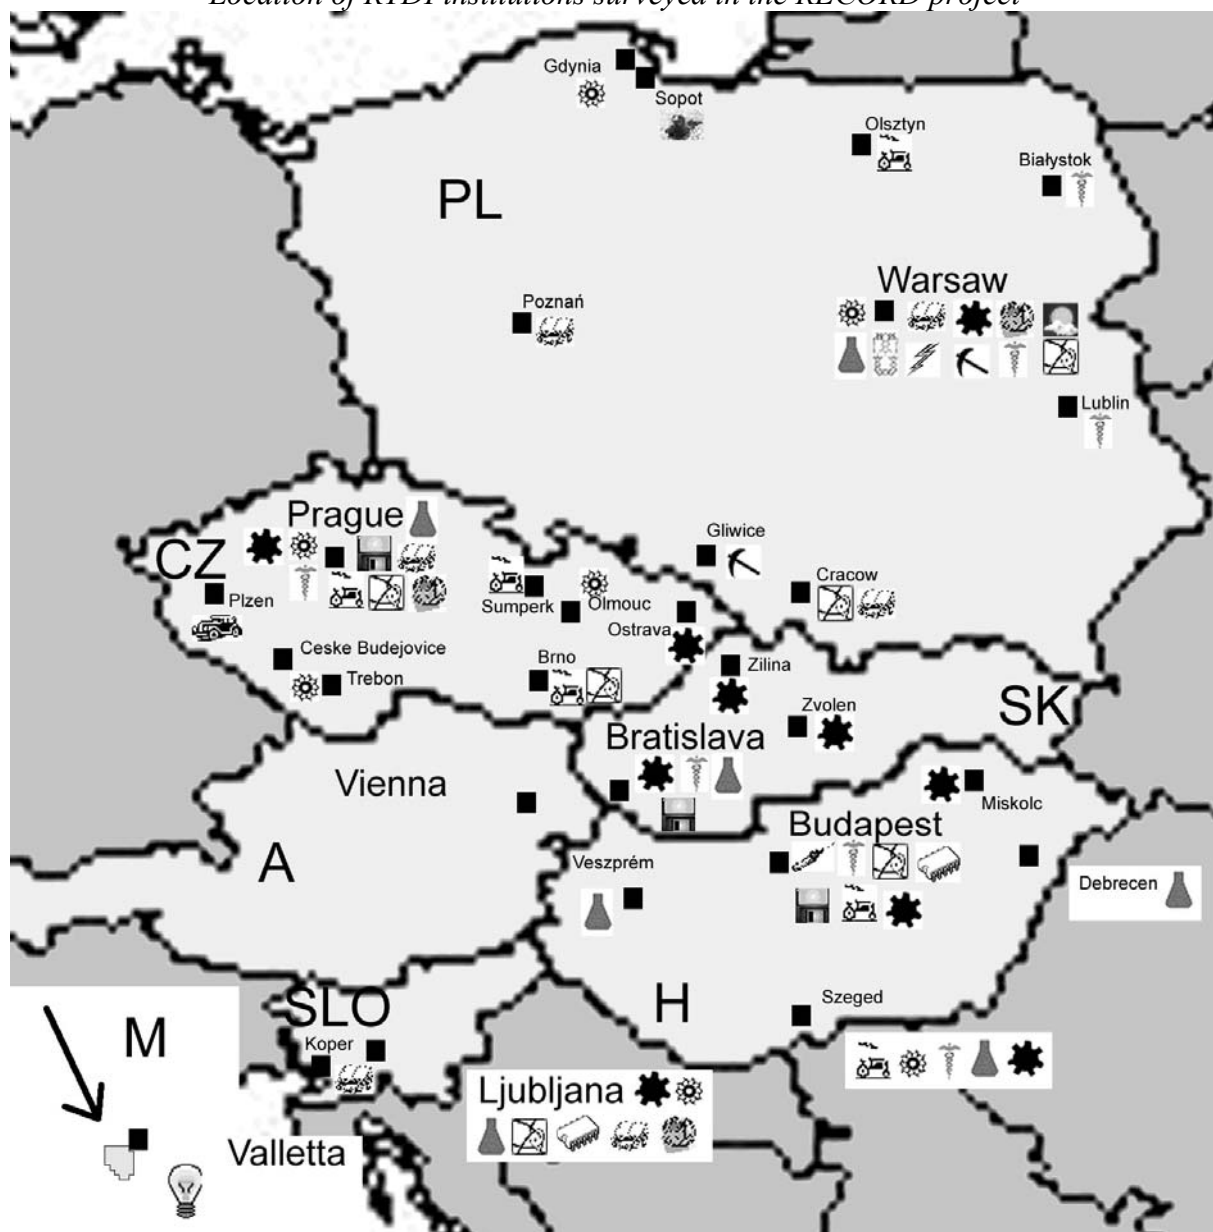 Location of RTDI institutions surveyed in the RECORD project
Gdynia
Sopot
Olsztyn
Białystok
PL
Warsaw
Poznań
Lublin
Prague
CZ
Gliwice
Cracow
Plzen
Sumperk
Olmouc
Ostrava
Ceske Budejovice
Trebon
Brno
Zilina
SK
Zvolen
Bratislava
Vienna
Miskolc
Budapest
A
Veszprém
Debrecen
SLO
H
Szeged
M
Koper
Ljubljana
Valletta